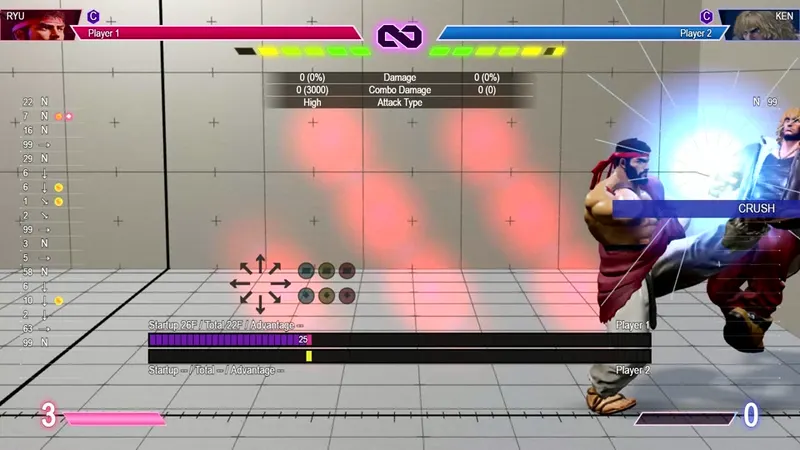 RYU
C
C
KEN
Player 1
Player 2
0 (0%) Damage 0 (0%)
0 (3000) Combo Damage 0 (0)
High Attack Type
22 N
N 99
7 N
16 N
99
29 N
6
6
1
2
99
3 N
5
58 N
6
10
2
63
99 N
CRUSH
Startup 26F / Total 22F / Advantage --
Player 1
25
Startup -- / Total -- / Advantage --
Player 2
3
0